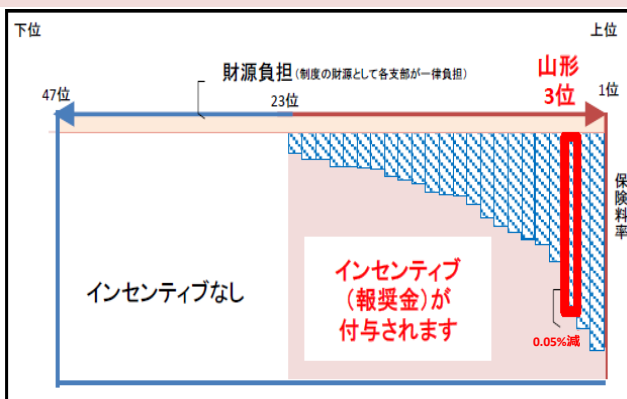 下位
上位
財源負担(制度の財源として各支部が一律負担)
山形
3位
47位
23位
1位
保険料率
インセンティブなし
インセンティブ
(報奨金)が
付与されます
0.05%減